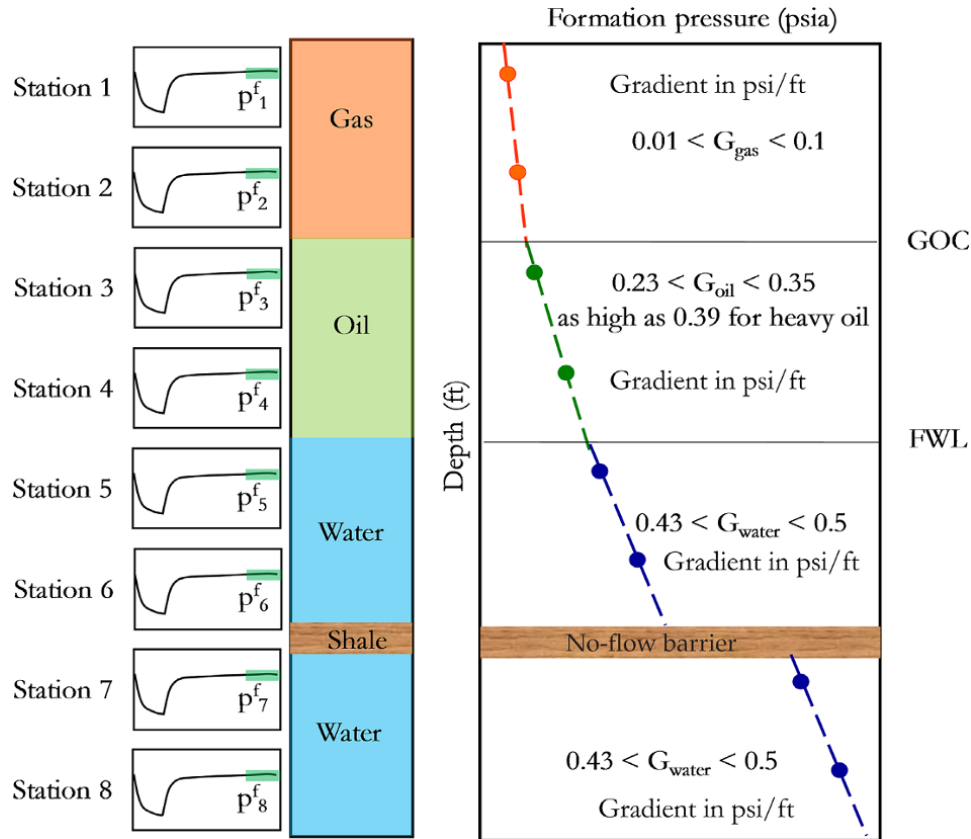 Formation pressure (psia)
Station 1
p^f_1
Gas
Gradient in psi/ft
0.01 < G_gas < 0.1
Station 2
p^f_2
GOC
Station 3
p^f_3
Oil
0.23 < G_oil < 0.35
as high as 0.39 for heavy oil
Station 4
p^f_4
Gradient in psi/ft
Depth (ft)
FWL
Station 5
p^f_5
Water
0.43 < G_water < 0.5
Gradient in psi/ft
Station 6
p^f_6
Shale
No-flow barrier
Station 7
p^f_7
Water
0.43 < G_water < 0.5
Station 8
p^f_8
Gradient in psi/ft